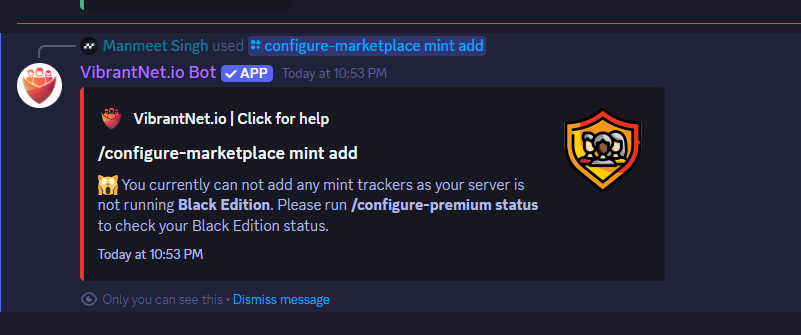 Manmeet Singh used configure-marketplace mint add
VibrantNet.io Bot APP Today at 10:53 PM
VibrantNet.io | Click for help
/configure-marketplace mint add
You currently can not add any mint trackers as your server is
not running Black Edition. Please run /configure-premium status
to check your Black Edition status.
Today at 10:53 PM
Only you can see this • Dismiss message